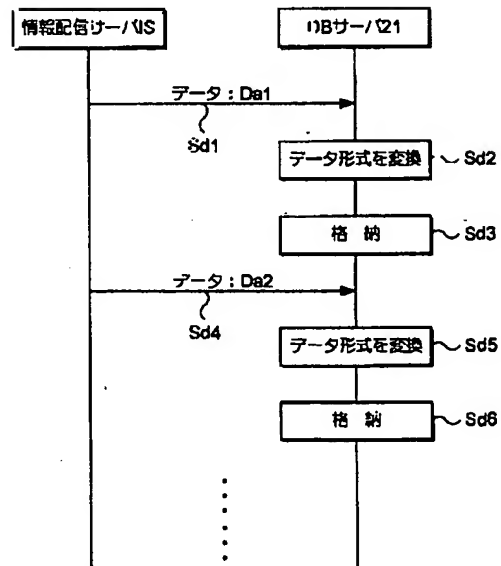 情報配信サーバIS
DBサーバ21
データ：Da1
Sd1
データ形式を変換
Sd2
格 納
Sd3
データ：Da2
Sd4
データ形式を変換
Sd5
格 納
Sd6